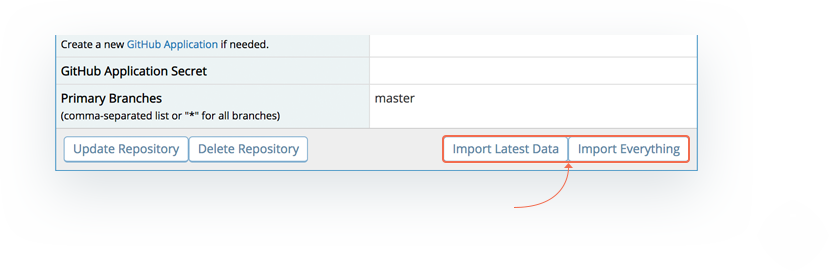 Create a new GitHub Application if needed.
GitHub Application Secret
Primary Branches
master
(comma-separated list or "*" for all branches)
Update Repository Delete Repository Import Latest Data Import Everything